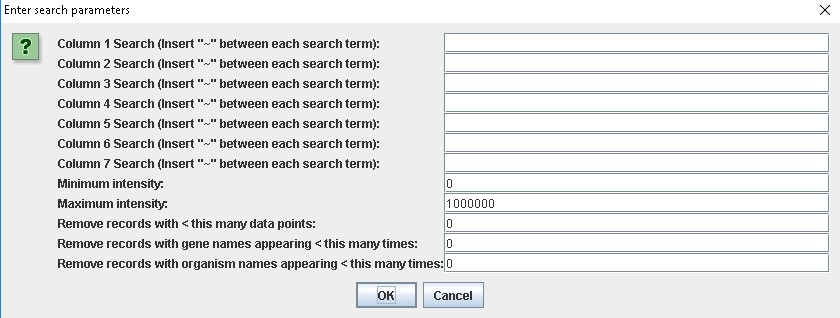 Enter search parameters
?
Column 1 Search (Insert "~" between each search term):
Column 2 Search (Insert "~" between each search term):
Column 3 Search (Insert "~" between each search term):
Column 4 Search (Insert "~" between each search term):
Column 5 Search (Insert "~" between each search term):
Column 6 Search (Insert "~" between each search term):
Column 7 Search (Insert "~" between each search term):
Minimum intensity: 0
Maximum intensity: 1000000
Remove records with < this many data points: 0
Remove records with gene names appearing < this many times: 0
Remove records with organism names appearing < this many times: 0
OK Cancel